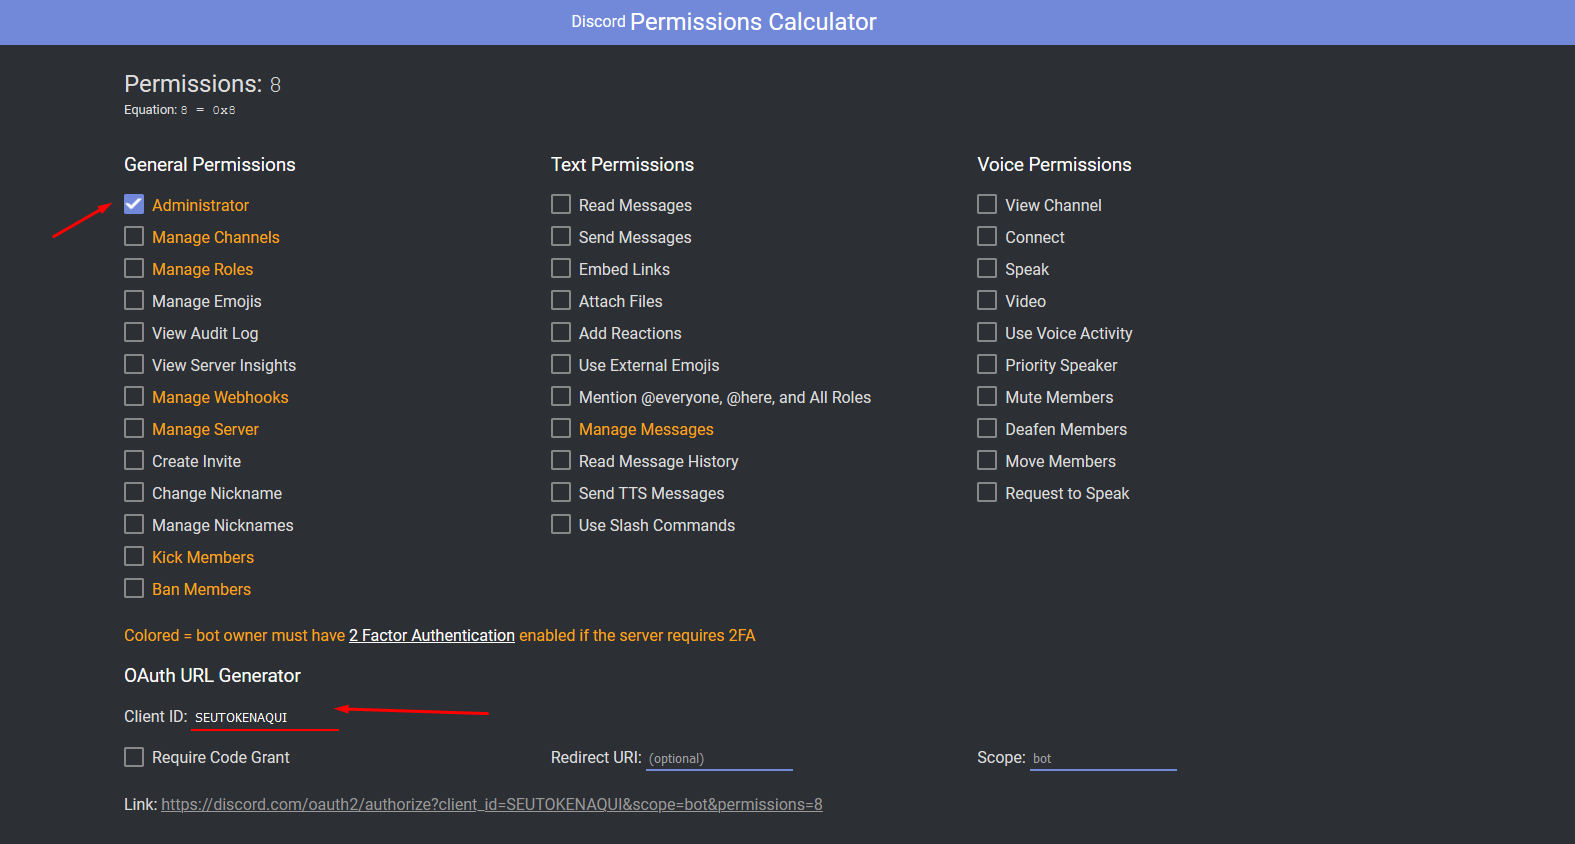 Discord Permissions Calculator
Permissions: 8
Equation: 8 = 0x8
General Permissions
Administrator
Manage Channels
Manage Roles
Manage Emojis
View Audit Log
View Server Insights
Manage Webhooks
Manage Server
Create Invite
Change Nickname
Manage Nicknames
Kick Members
Ban Members
Text Permissions
Read Messages
Send Messages
Embed Links
Attach Files
Add Reactions
Use External Emojis
Mention @everyone, @here, and All Roles
Manage Messages
Read Message History
Send TTS Messages
Use Slash Commands
Voice Permissions
View Channel
Connect
Speak
Video
Use Voice Activity
Priority Speaker
Mute Members
Deafen Members
Move Members
Request to Speak
Colored = bot owner must have 2 Factor Authentication enabled if the server requires 2FA
OAuth URL Generator
Client ID: SEUTOKENAQUI
Require Code Grant
Redirect URI: (optional)
Scope: bot
Link: https://discord.com/oauth2/authorize?client_id=SEUTOKENAQUI&scope=bot&permissions=8